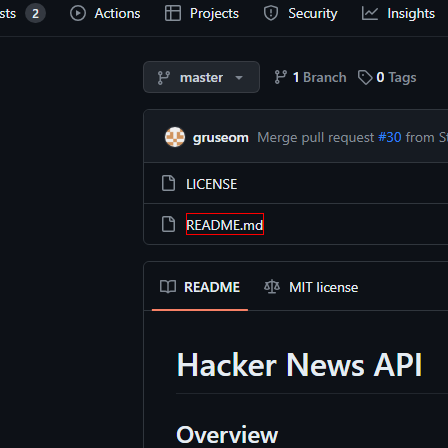 sts 2 Actions Projects Security Insights
master 1 Branch 0 Tags
gruseom Merge pull request #30 from St
LICENSE
README.md
README MIT license
Hacker News API
Overview